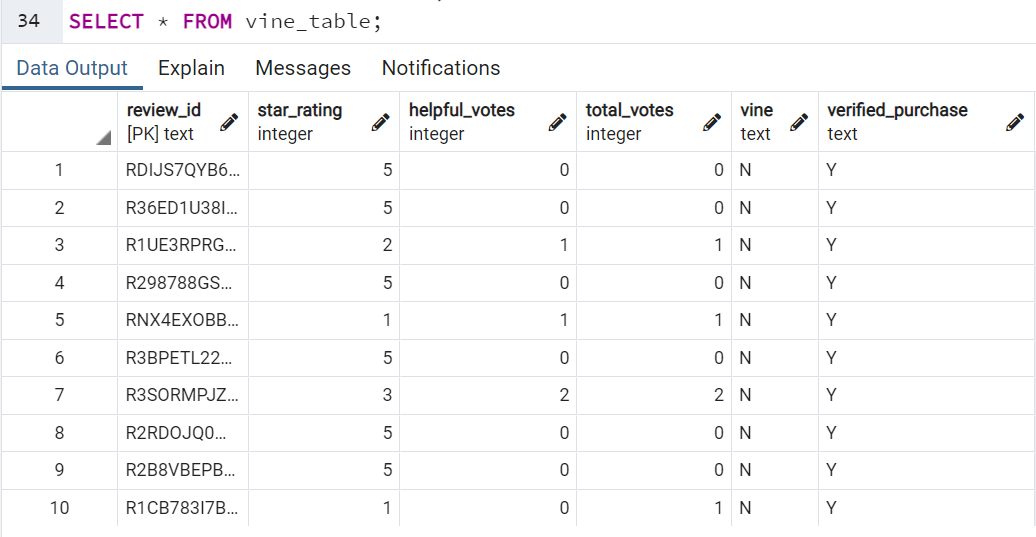 34 SELECT * FROM vine_table;
Data Output Explain Messages Notifications
review_id star_rating helpful_votes total_votes vine verified_purchase
[PK] text integer integer integer text text
1 RDIJS7QYB6... 5 0 0 N Y
2 R36ED1U38I... 5 0 0 N Y
3 R1UE3RPRG... 2 1 1 N Y
4 R298788GS... 5 0 0 N Y
5 RNX4EXOBB... 1 1 1 N Y
6 R3BPETL22... 5 0 0 N Y
7 R3SORMPJZ... 3 2 2 N Y
8 R2RDOJQ0... 5 0 0 N Y
9 R2B8VBEPB... 5 0 0 N Y
10 R1CB783I7B... 1 0 1 N Y